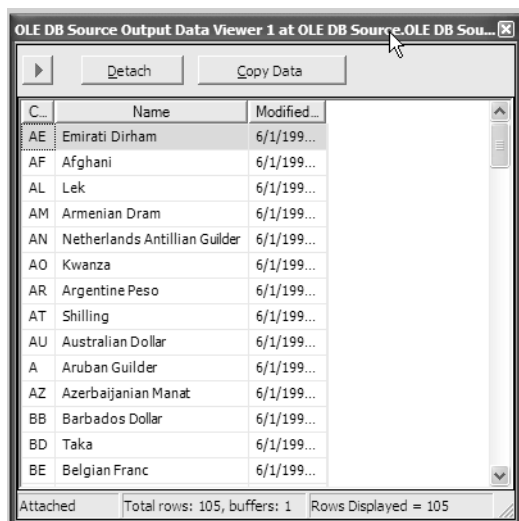 OLE DB Source Output Data Viewer 1 at OLE DB Source.OLE DB Sou...
Detach Copy Data
C... Name Modified...
AE Emirati Dirham 6/1/199...
AF Afghani 6/1/199...
AL Lek 6/1/199...
AM Armenian Dram 6/1/199...
AN Netherlands Antillian Guilder 6/1/199...
AO Kwanza 6/1/199...
AR Argentine Peso 6/1/199...
AT Shilling 6/1/199...
AU Australian Dollar 6/1/199...
A Aruban Guilder 6/1/199...
AZ Azerbaijanian Manat 6/1/199...
BB Barbados Dollar 6/1/199...
BD Taka 6/1/199...
BE Belgian Franc 6/1/199...
Attached Total rows: 105, buffers: 1 Rows Displayed = 105